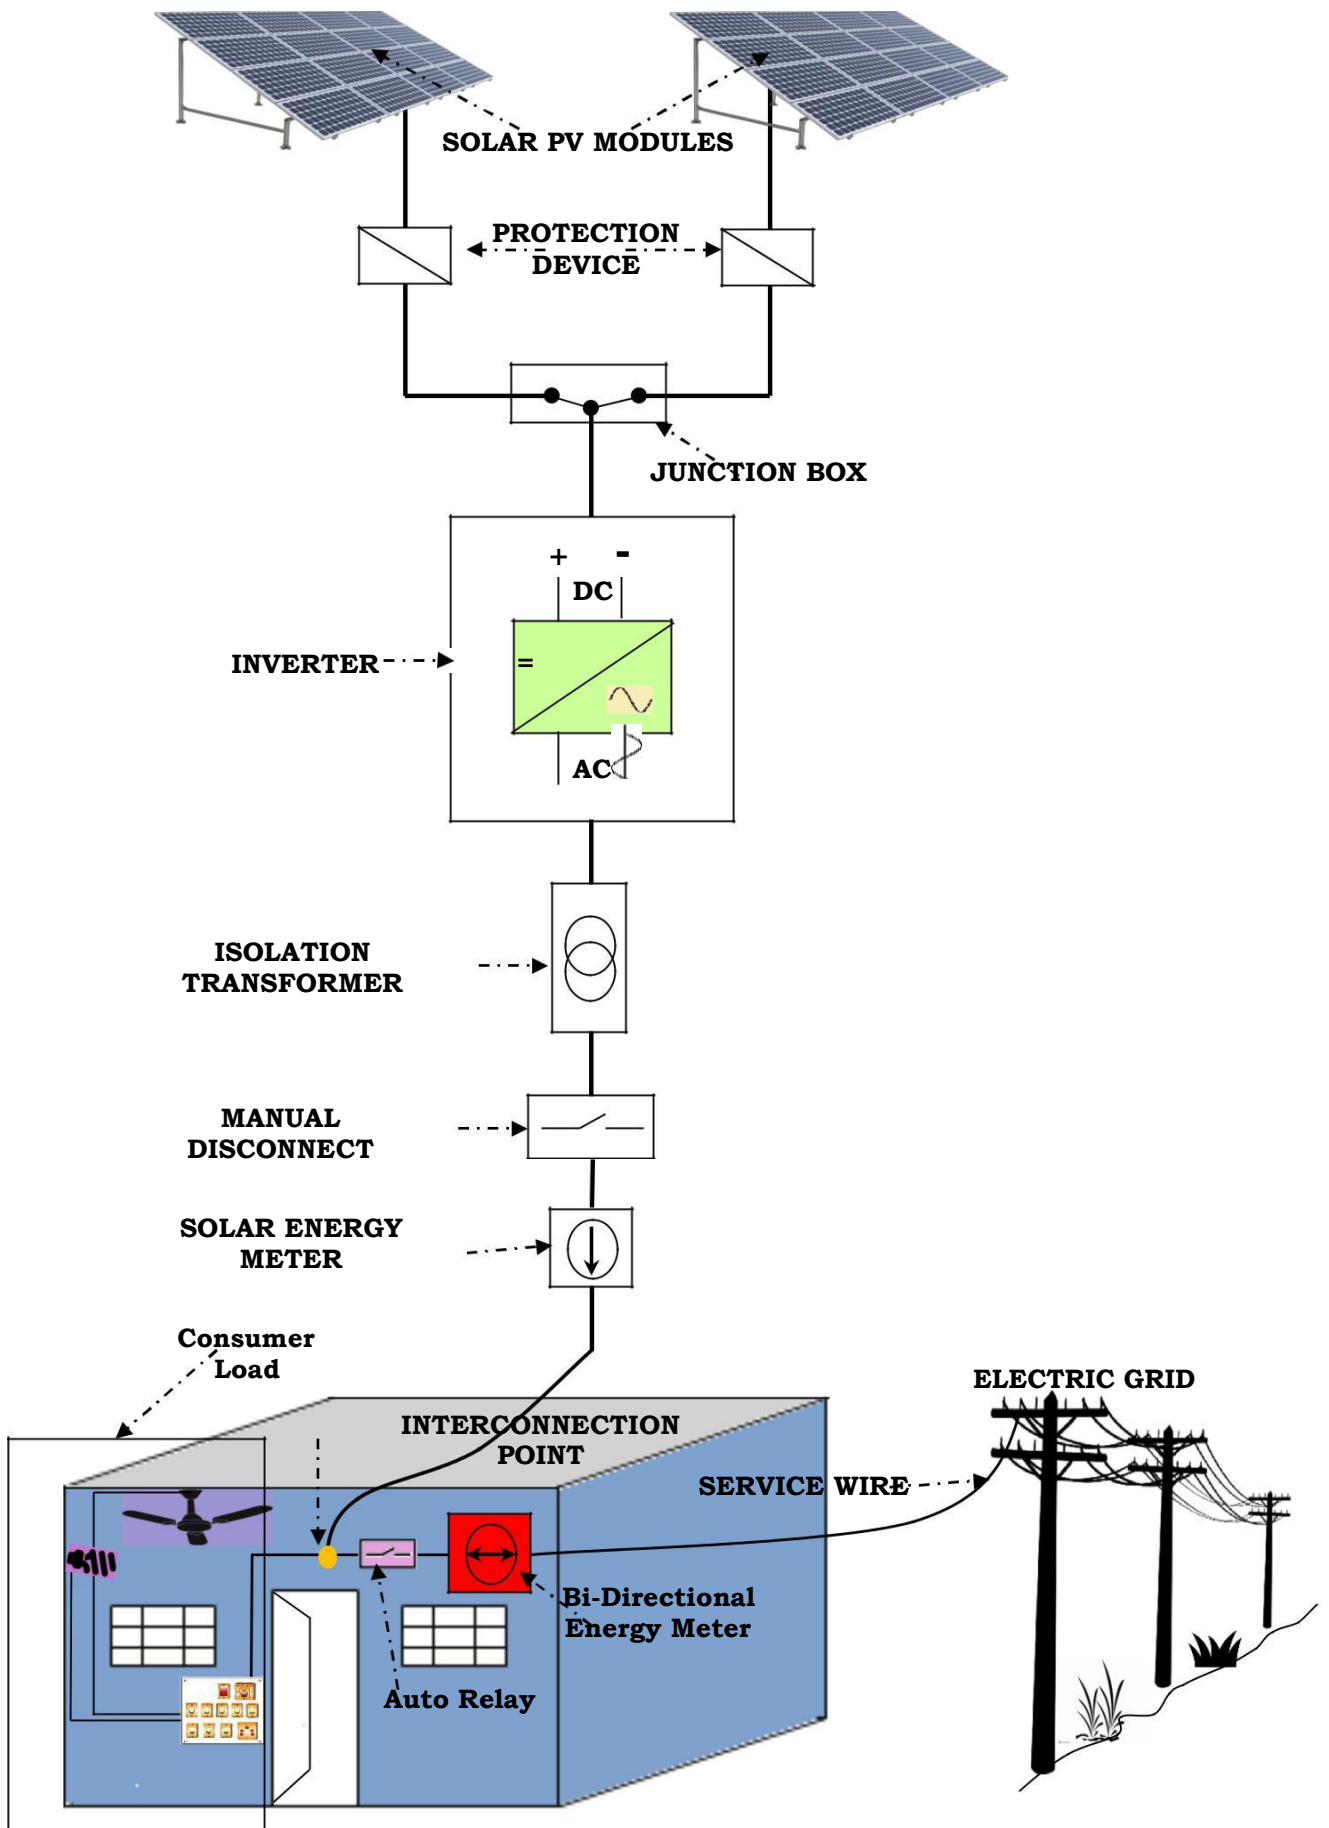 SOLAR PV MODULES
PROTECTION
DEVICE
JUNCTION BOX
+ -
DC
INVERTER
=
AC
ISOLATION
TRANSFORMER
MANUAL
DISCONNECT
SOLAR ENERGY
METER
Consumer
Load
ELECTRIC GRID
INTERCONNECTION
POINT
SERVICE WIRE
Bi-Directional
Energy Meter
Auto Relay